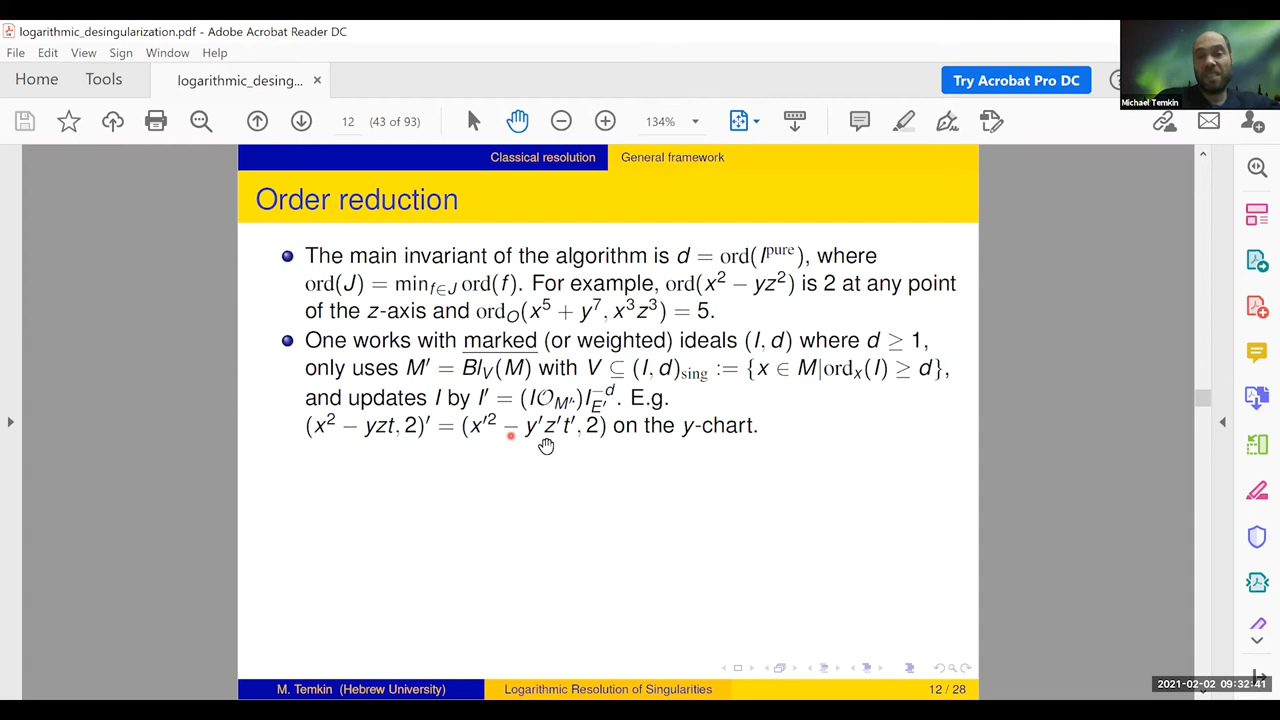 logarithmic_desingularization.pdf - Adobe Acrobat Reader DC
File Edit View Sign Window Help
Home Tools logarithmic_desing... × Try Acrobat Pro DC
Michael Temkin
12 (43 of 93) 134%
Classical resolution General framework
Order reduction
The main invariant of the algorithm is d = ord(I^pure), where
ord(J) = min_{f∈J} ord(f). For example, ord(x² − yz²) is 2 at any point
of the z-axis and ord_O(x⁵ + y⁷, x³z³) = 5.
One works with marked (or weighted) ideals (I, d) where d ≥ 1,
only uses M′ = Bl_V(M) with V ⊆ (I, d)_sing := {x ∈ M|ord_x(I) ≥ d},
and updates I by I′ = (IO_{M′})I_{E′}^{−d}. E.g.
(x² − yzt, 2)′ = (x′² − y′z′t′, 2) on the y-chart.
M. Temkin (Hebrew University) Logarithmic Resolution of Singularities 12 / 28
2021-02-02 09:32:41